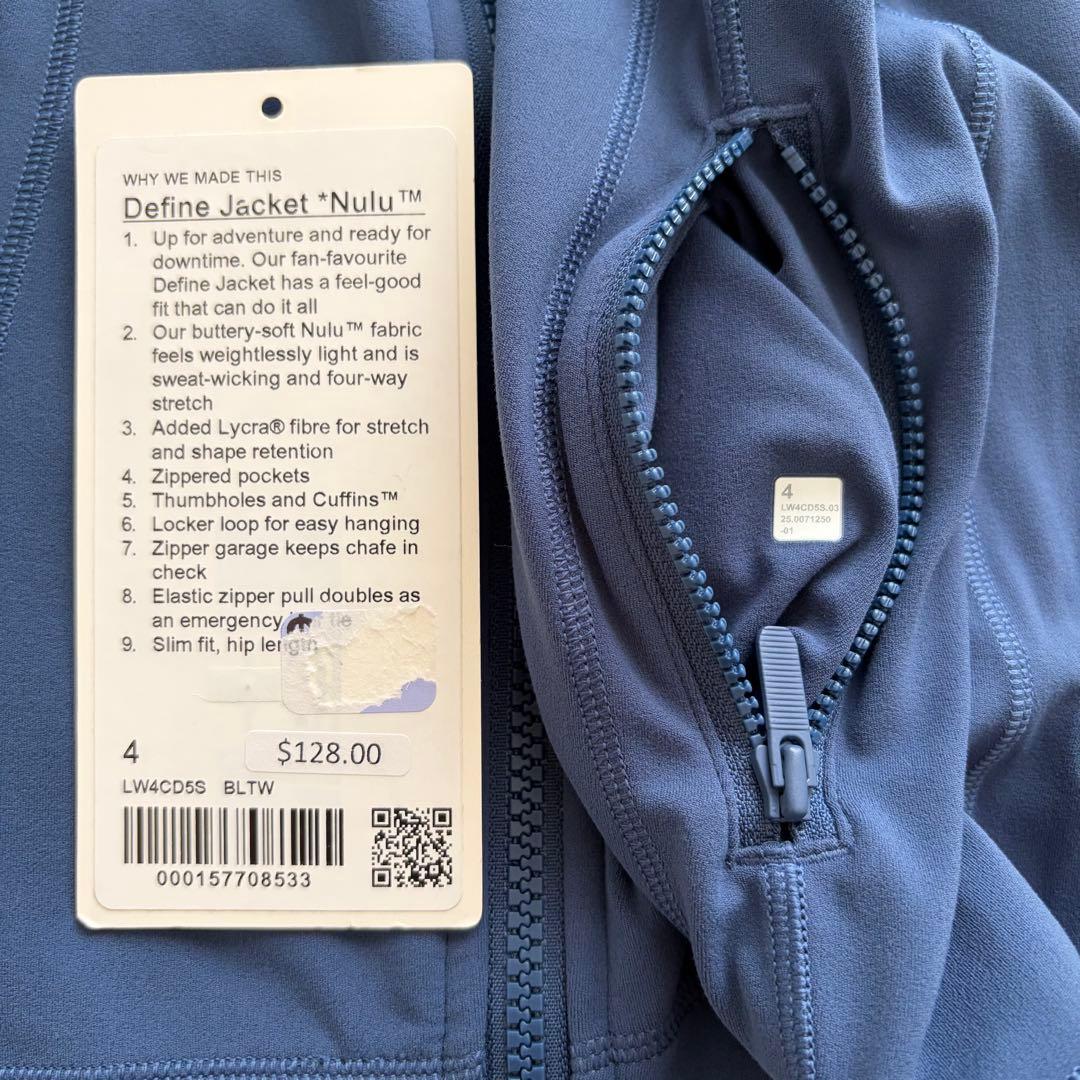 WHY WE MADE THIS
Define Jacket *Nulu™
1. Up for adventure and ready for
downtime. Our fan-favourite
Define Jacket has a feel-good
fit that can do it all
2. Our buttery-soft Nulu™ fabric
feels weightlessly light and is
sweat-wicking and four-way
stretch
3. Added Lycra® fibre for stretch
and shape retention
4. Zippered pockets
5. Thumbholes and Cuffins™
6. Locker loop for easy hanging
7. Zipper garage keeps chafe in
check
8. Elastic zipper pull doubles as
an emergency tie
9. Slim fit, hip length
4
$128.00
LW4CD5S BLTW
000157708533
4
LW4CD5S.03
25.0071250
-01